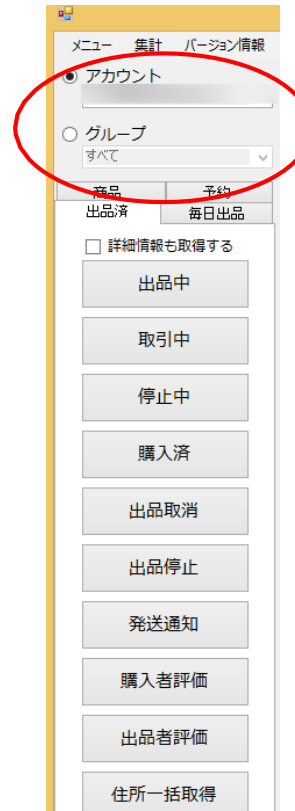 メニュー 集計 バージョン情報
アカウント
グループ
すべて
商品 予約
出品済 毎日出品
詳細情報も取得する
出品中
取引中
停止中
購入済
出品取消
出品停止
発送通知
購入者評価
出品者評価
住所一括取得